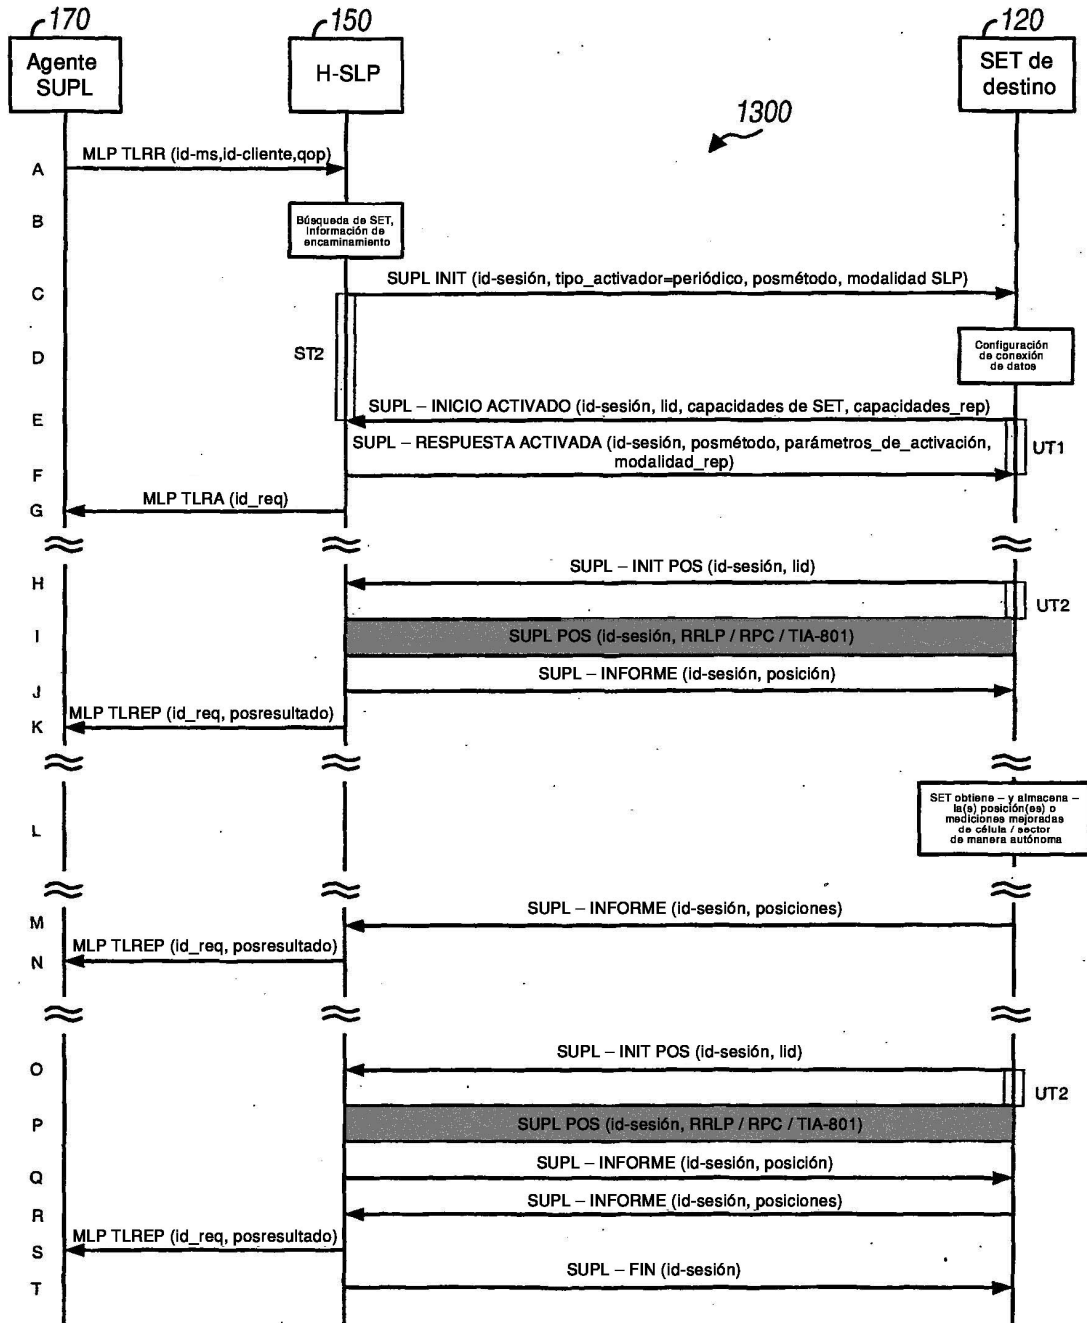 170
150
120
Agente
SUPL
H-SLP
SET de
destino
1300
A
MLP TLRR (id-ms,id-cliente,qop)
B
Búsqueda de SET,
Información de
encaminamiento
C
SUPL INIT (id-sesión, tipo_activador=periódico, posmétodo, modalidad SLP)
D
ST2
Configuración
de conexión
de datos
E
SUPL – INICIO ACTIVADO (id-sesión, lid, capacidades de SET, capacidades_rep)
SUPL – RESPUESTA ACTIVADA (id-sesión, posmétodo, parámetros_de_activación,
modalidad_rep)
UT1
F
G
MLP TLRA (id_req)
H
SUPL – INIT POS (id-sesión, lid)
UT2
I
SUPL POS (id-sesión, RRLP / RPC / TIA-801)
J
SUPL – INFORME (id-sesión, posición)
K
MLP TLREP (id_req, posresultado)
L
SET obtiene – y almacena –
la(s) posición(es) o
mediciones mejoradas
de célula / sector
de manera autónoma
M
SUPL – INFORME (id-sesión, posiciones)
N
MLP TLREP (id_req, posresultado)
O
SUPL – INIT POS (id-sesión, lid)
UT2
P
SUPL POS (id-sesión, RRLP / RPC / TIA-801)
Q
SUPL – INFORME (id-sesión, posición)
R
SUPL – INFORME (id-sesión, posiciones)
S
MLP TLREP (id_req, posresultado)
T
SUPL – FIN (id-sesión)